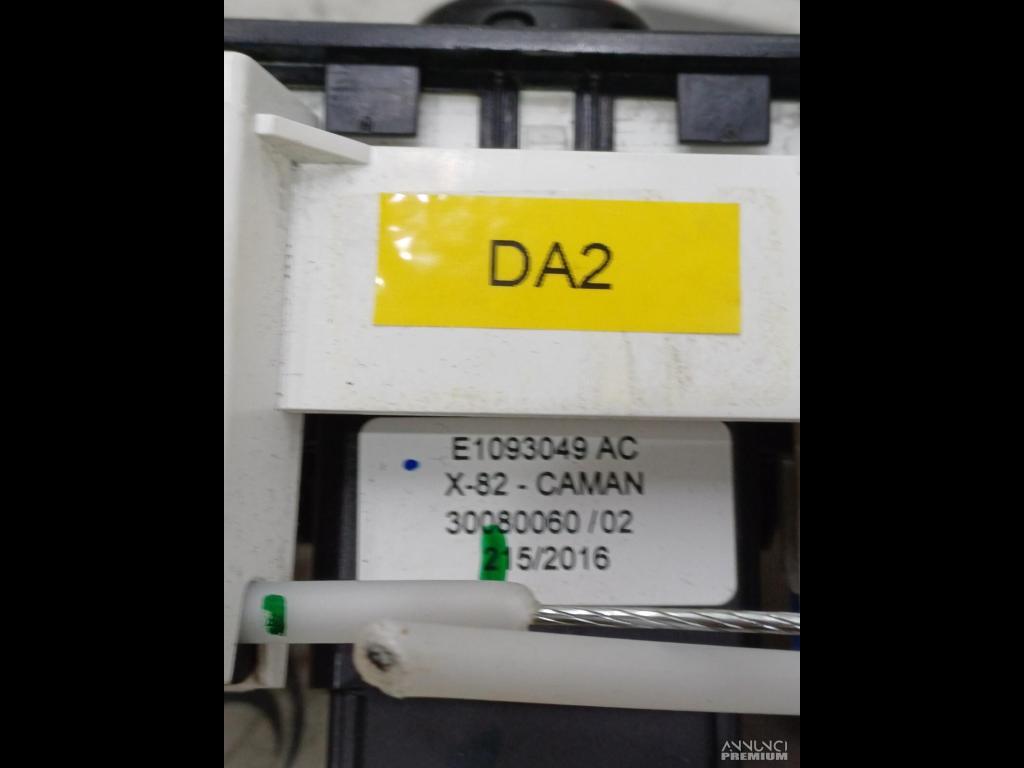 DA2
E1093049 AC
X-82 - CAMAN
30080060 / 02
215/2016
ANNUNCI
PREMIUM